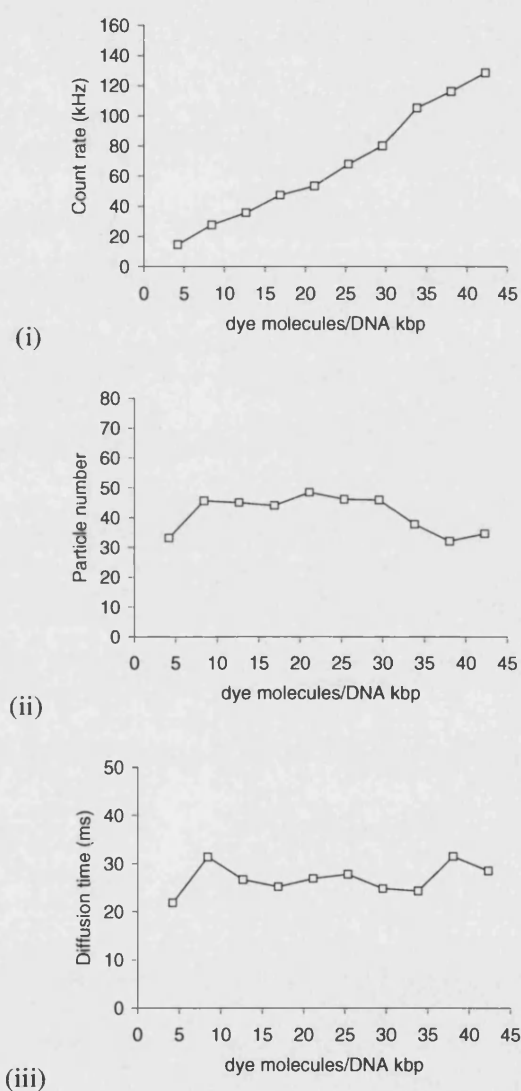 160
140
120
100
80
60
40
20
0
Count rate (kHz)
0 5 10 15 20 25 30 35 40 45
dye molecules/DNA kbp
(i)
80
70
60
50
40
30
20
10
0
Particle number
0 5 10 15 20 25 30 35 40 45
dye molecules/DNA kbp
(ii)
50
40
30
20
10
0
Diffusion time (ms)
0 5 10 15 20 25 30 35 40 45
dye molecules/DNA kbp
(iii)